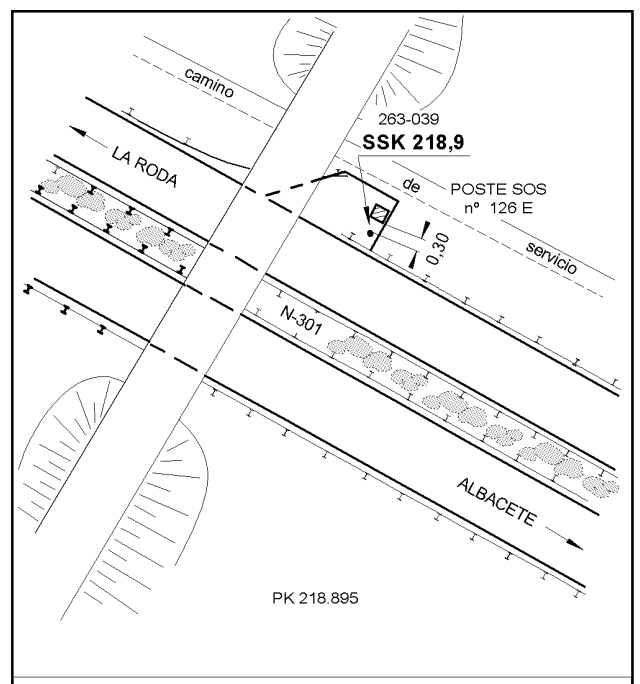 camino
263-039
SSK 218,9
LA RODA
de
POSTE SOS
nº 126 E
servicio
0,30
N-301
ALBACETE
PK 218.895